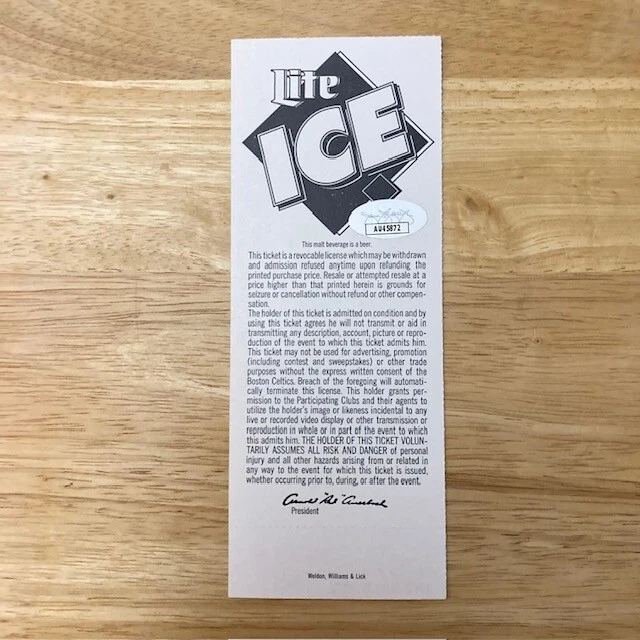 Lite
ICE
AU45872
This malt beverage is a beer.
This ticket is a revocable license which may be withdrawn
and admission refused anytime upon refunding the
printed purchase price. Resale or attempted resale at a
price higher than that printed herein is grounds for
seizure or cancellation without refund or other compen-
sation.
The holder of this ticket is admitted on condition and by
using this ticket agrees he will not transmit or aid in
transmitting any description, account, picture or repro-
duction of the event to which this ticket admits him.
This ticket may not be used for advertising, promotion
(including contest and sweepstakes) or other trade
purposes without the express written consent of the
Boston Celtics. Breach of the foregoing will automati-
cally terminate this license. This holder grants per-
mission to the Participating Clubs and their agents to
utilize the holder's image or likeness incidental to any
live or recorded video display or other transmission or
reproduction in whole or in part of the event to which
this admits him. THE HOLDER OF THIS TICKET VOLUN-
TARILY ASSUMES ALL RISK AND DANGER of personal
injury and all other hazards arising from or related in
any way to the event for which this ticket is issued,
whether occurring prior to, during, or after the event.
Arnold "Red" Auerbach
President
Weldon, Williams & Lick